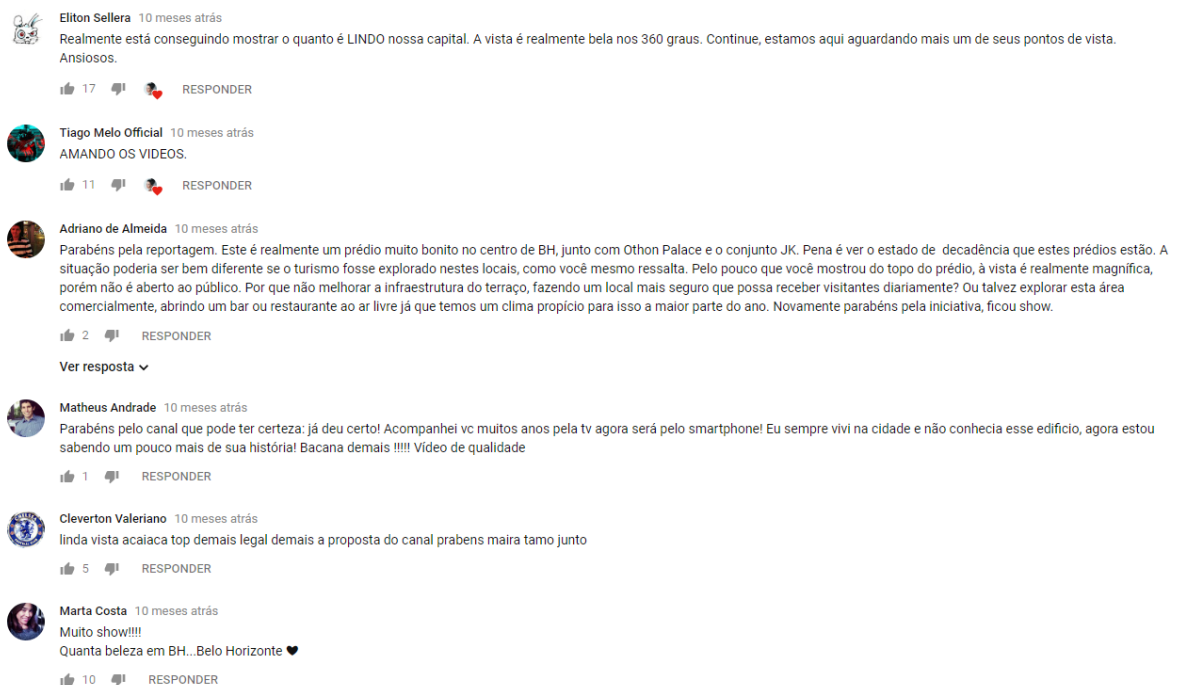 Eliton Sellera 10 meses atrás
Realmente está conseguindo mostrar o quanto é LINDO nossa capital. A vista é realmente bela nos 360 graus. Continue, estamos aqui aguardando mais um de seus pontos de vista.
Ansiosos.
17 RESPONDER
Tiago Melo Official 10 meses atrás
AMANDO OS VIDEOS.
11 RESPONDER
Adriano de Almeida 10 meses atrás
Parabéns pela reportagem. Este é realmente um prédio muito bonito no centro de BH, junto com Othon Palace e o conjunto JK. Pena é ver o estado de decadência que estes prédios estão. A
situação poderia ser bem diferente se o turismo fosse explorado nestes locais, como você mesmo ressalta. Pelo pouco que você mostrou do topo do prédio, à vista é realmente magnífica,
porém não é aberto ao público. Por que não melhorar a infraestrutura do terraço, fazendo um local mais seguro que possa receber visitantes diariamente? Ou talvez explorar esta área
comercialmente, abrindo um bar ou restaurante ao ar livre já que temos um clima propício para isso a maior parte do ano. Novamente parabéns pela iniciativa, ficou show.
2 RESPONDER
Ver resposta
Matheus Andrade 10 meses atrás
Parabéns pelo canal que pode ter certeza: já deu certo! Acompanhei vc muitos anos pela tv agora será pelo smartphone! Eu sempre vivi na cidade e não conhecia esse edificio, agora estou
sabendo um pouco mais de sua história! Bacana demais !!!!! Vídeo de qualidade
1 RESPONDER
Cleverton Valeriano 10 meses atrás
linda vista acaiaca top demais legal demais a proposta do canal prabens maira tamo junto
5 RESPONDER
Marta Costa 10 meses atrás
Muito show!!!!
Quanta beleza em BH...Belo Horizonte ♥
10 RESPONDER